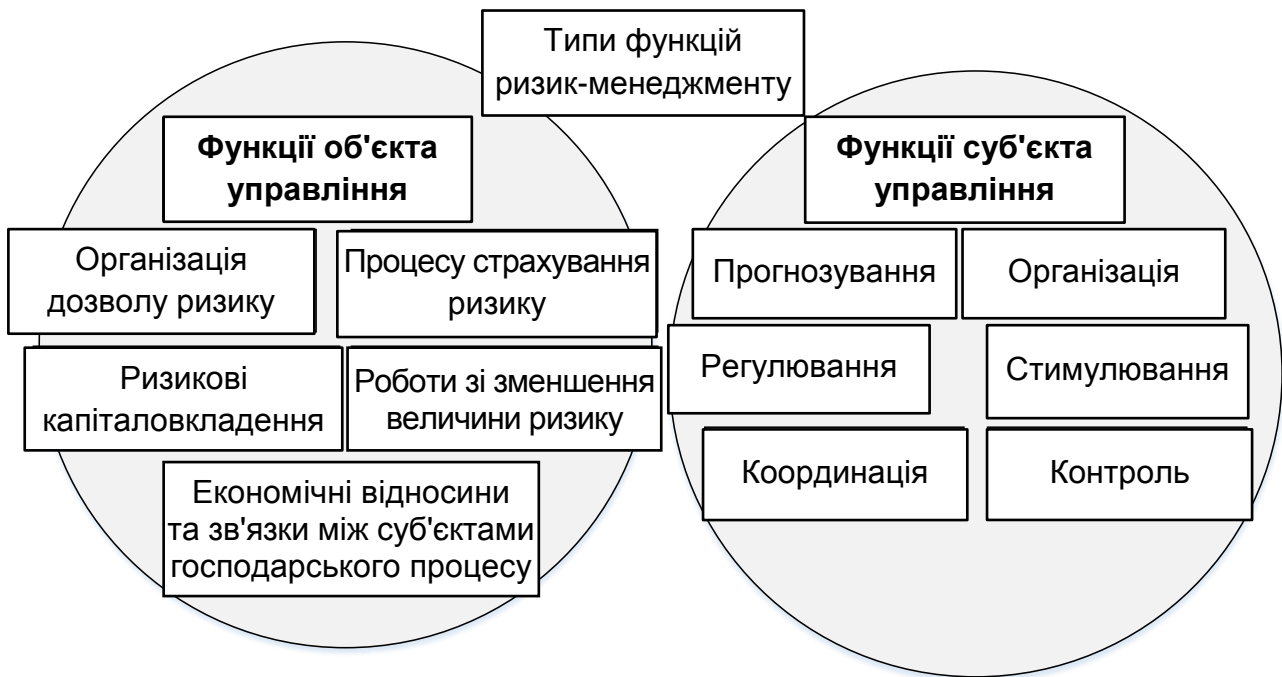 Типи функцій
ризик-менеджменту
Функції об'єкта
управління
Організація
дозволу ризику
Процесу страхування
ризику
Ризикові
капіталовкладення
Роботи зі зменшення
величини ризику
Економічні відносини
та зв'язки між суб'єктами
господарського процесу
Функції суб'єкта
управління
Прогнозування
Організація
Регулювання
Стимулювання
Координація
Контроль